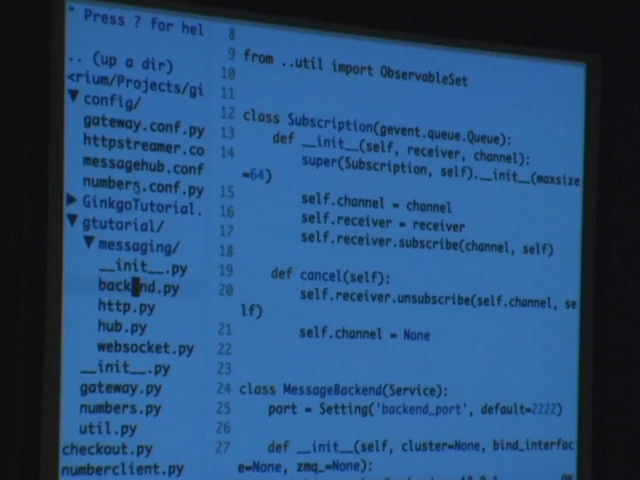 " Press ? for hel
.. (up a dir)
<rium/Projects/gi
▼ config/
gateway.conf.py
httpstreamer.co
messagehub.conf
numbers.conf.py
▶ GinkgoTutorial.
▼ gtutorial/
▼ messaging/
__init__.py
backend.py
http.py
hub.py
websocket.py
__init__.py
gateway.py
numbers.py
util.py
checkout.py
numberclient.py
8
9 from ..util import ObservableSet
10
11
12 class Subscription(gevent.queue.Queue):
13 def __init__(self, receiver, channel):
14 super(Subscription, self).__init__(maxsize
=64)
15 self.channel = channel
16 self.receiver = receiver
17 self.receiver.subscribe(channel, self)
18
19 def cancel(self):
20 self.receiver.unsubscribe(self.channel, se
lf)
21 self.channel = None
22
23
24 class MessageBackend(Service):
25 port = Setting('backend_port', default=2222)
26
27 def __init__(self, cluster=None, bind_interfac
e=None, zmq_=None):